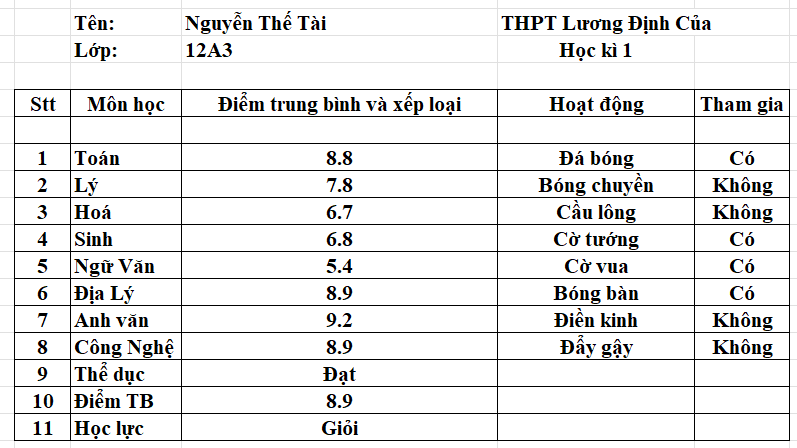 Tên: Nguyễn Thế Tài THPT Lương Định Của
Lớp: 12A3 Học kì 1
Stt Môn học Điểm trung bình và xếp loại Hoạt động Tham gia
1 Toán 8.8 Đá bóng Có
2 Lý 7.8 Bóng chuyền Không
3 Hoá 6.7 Cầu lông Không
4 Sinh 6.8 Cờ tướng Có
5 Ngữ Văn 5.4 Cờ vua Có
6 Địa Lý 8.9 Bóng bàn Có
7 Anh văn 9.2 Điền kinh Không
8 Công Nghệ 8.9 Đẩy gậy Không
9 Thể dục Đạt
10 Điểm TB 8.9
11 Học lực Giỏi